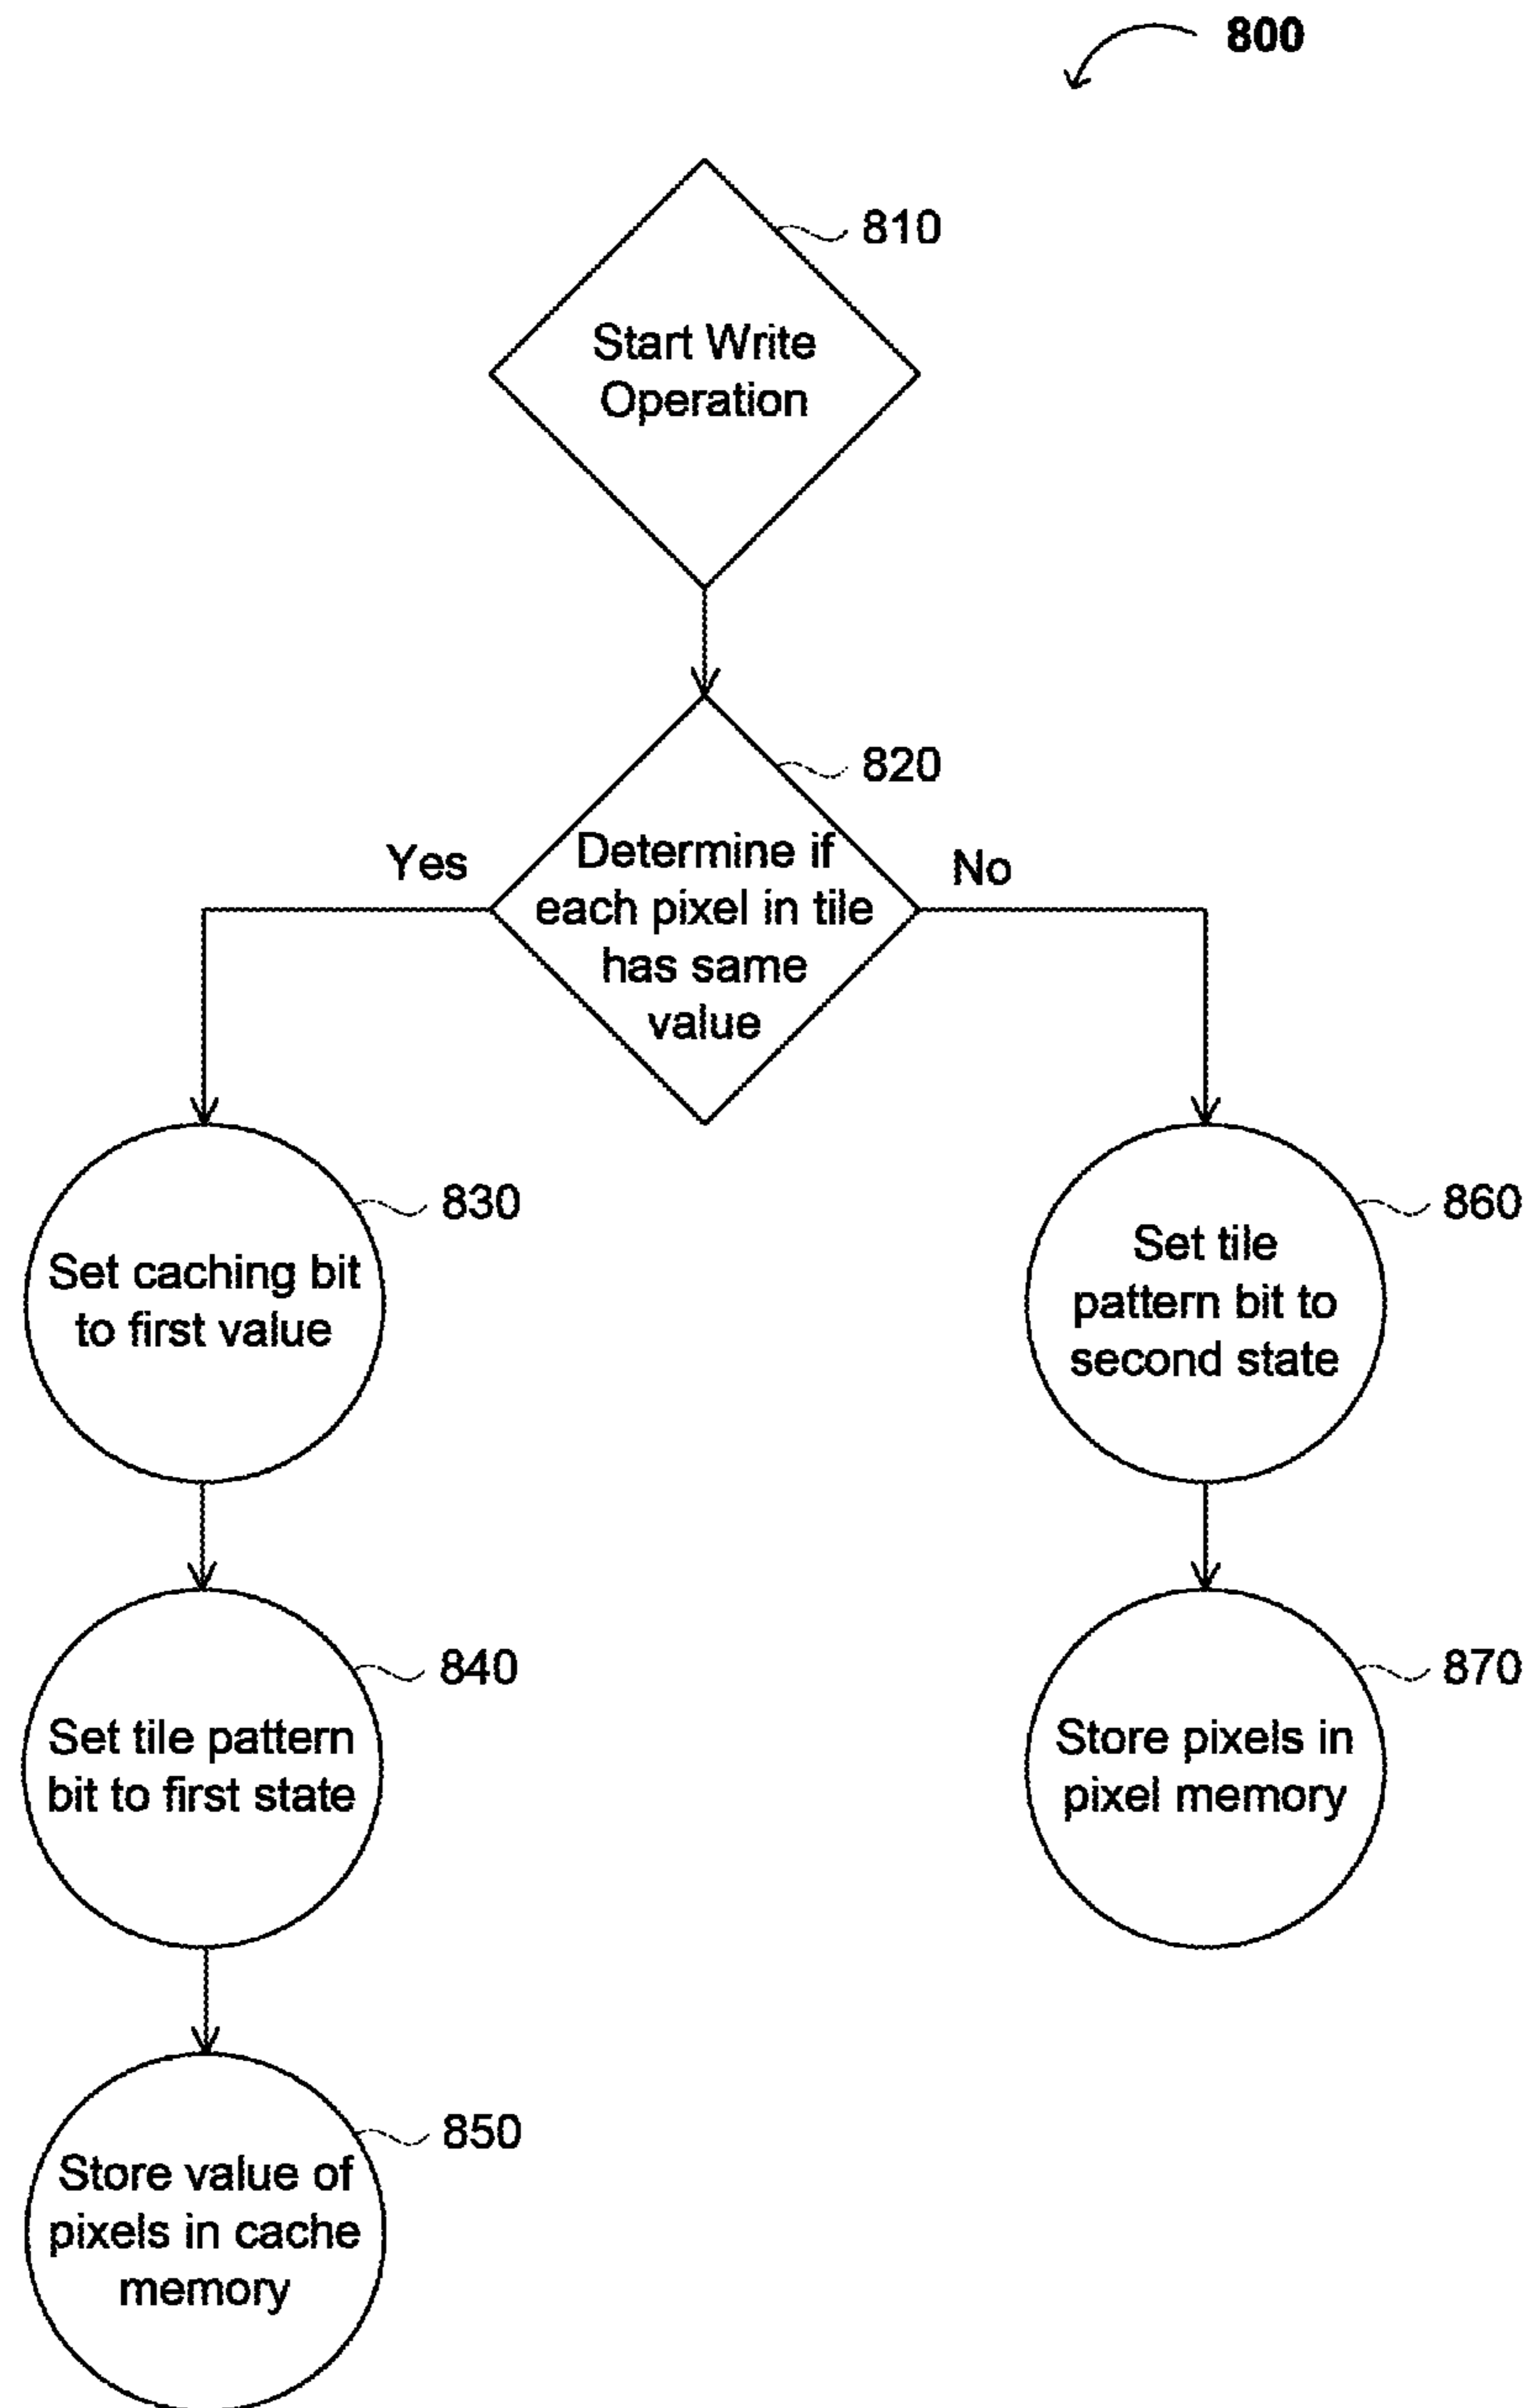 800
810
Start Write
Operation
820
Yes
Determine if
each pixel in tile
has same
value
No
830
Set caching bit
to first value
860
Set tile
pattern bit to
second state
840
Set tile pattern
bit to first state
870
Store pixels in
pixel memory
850
Store value of
pixels in cache
memory